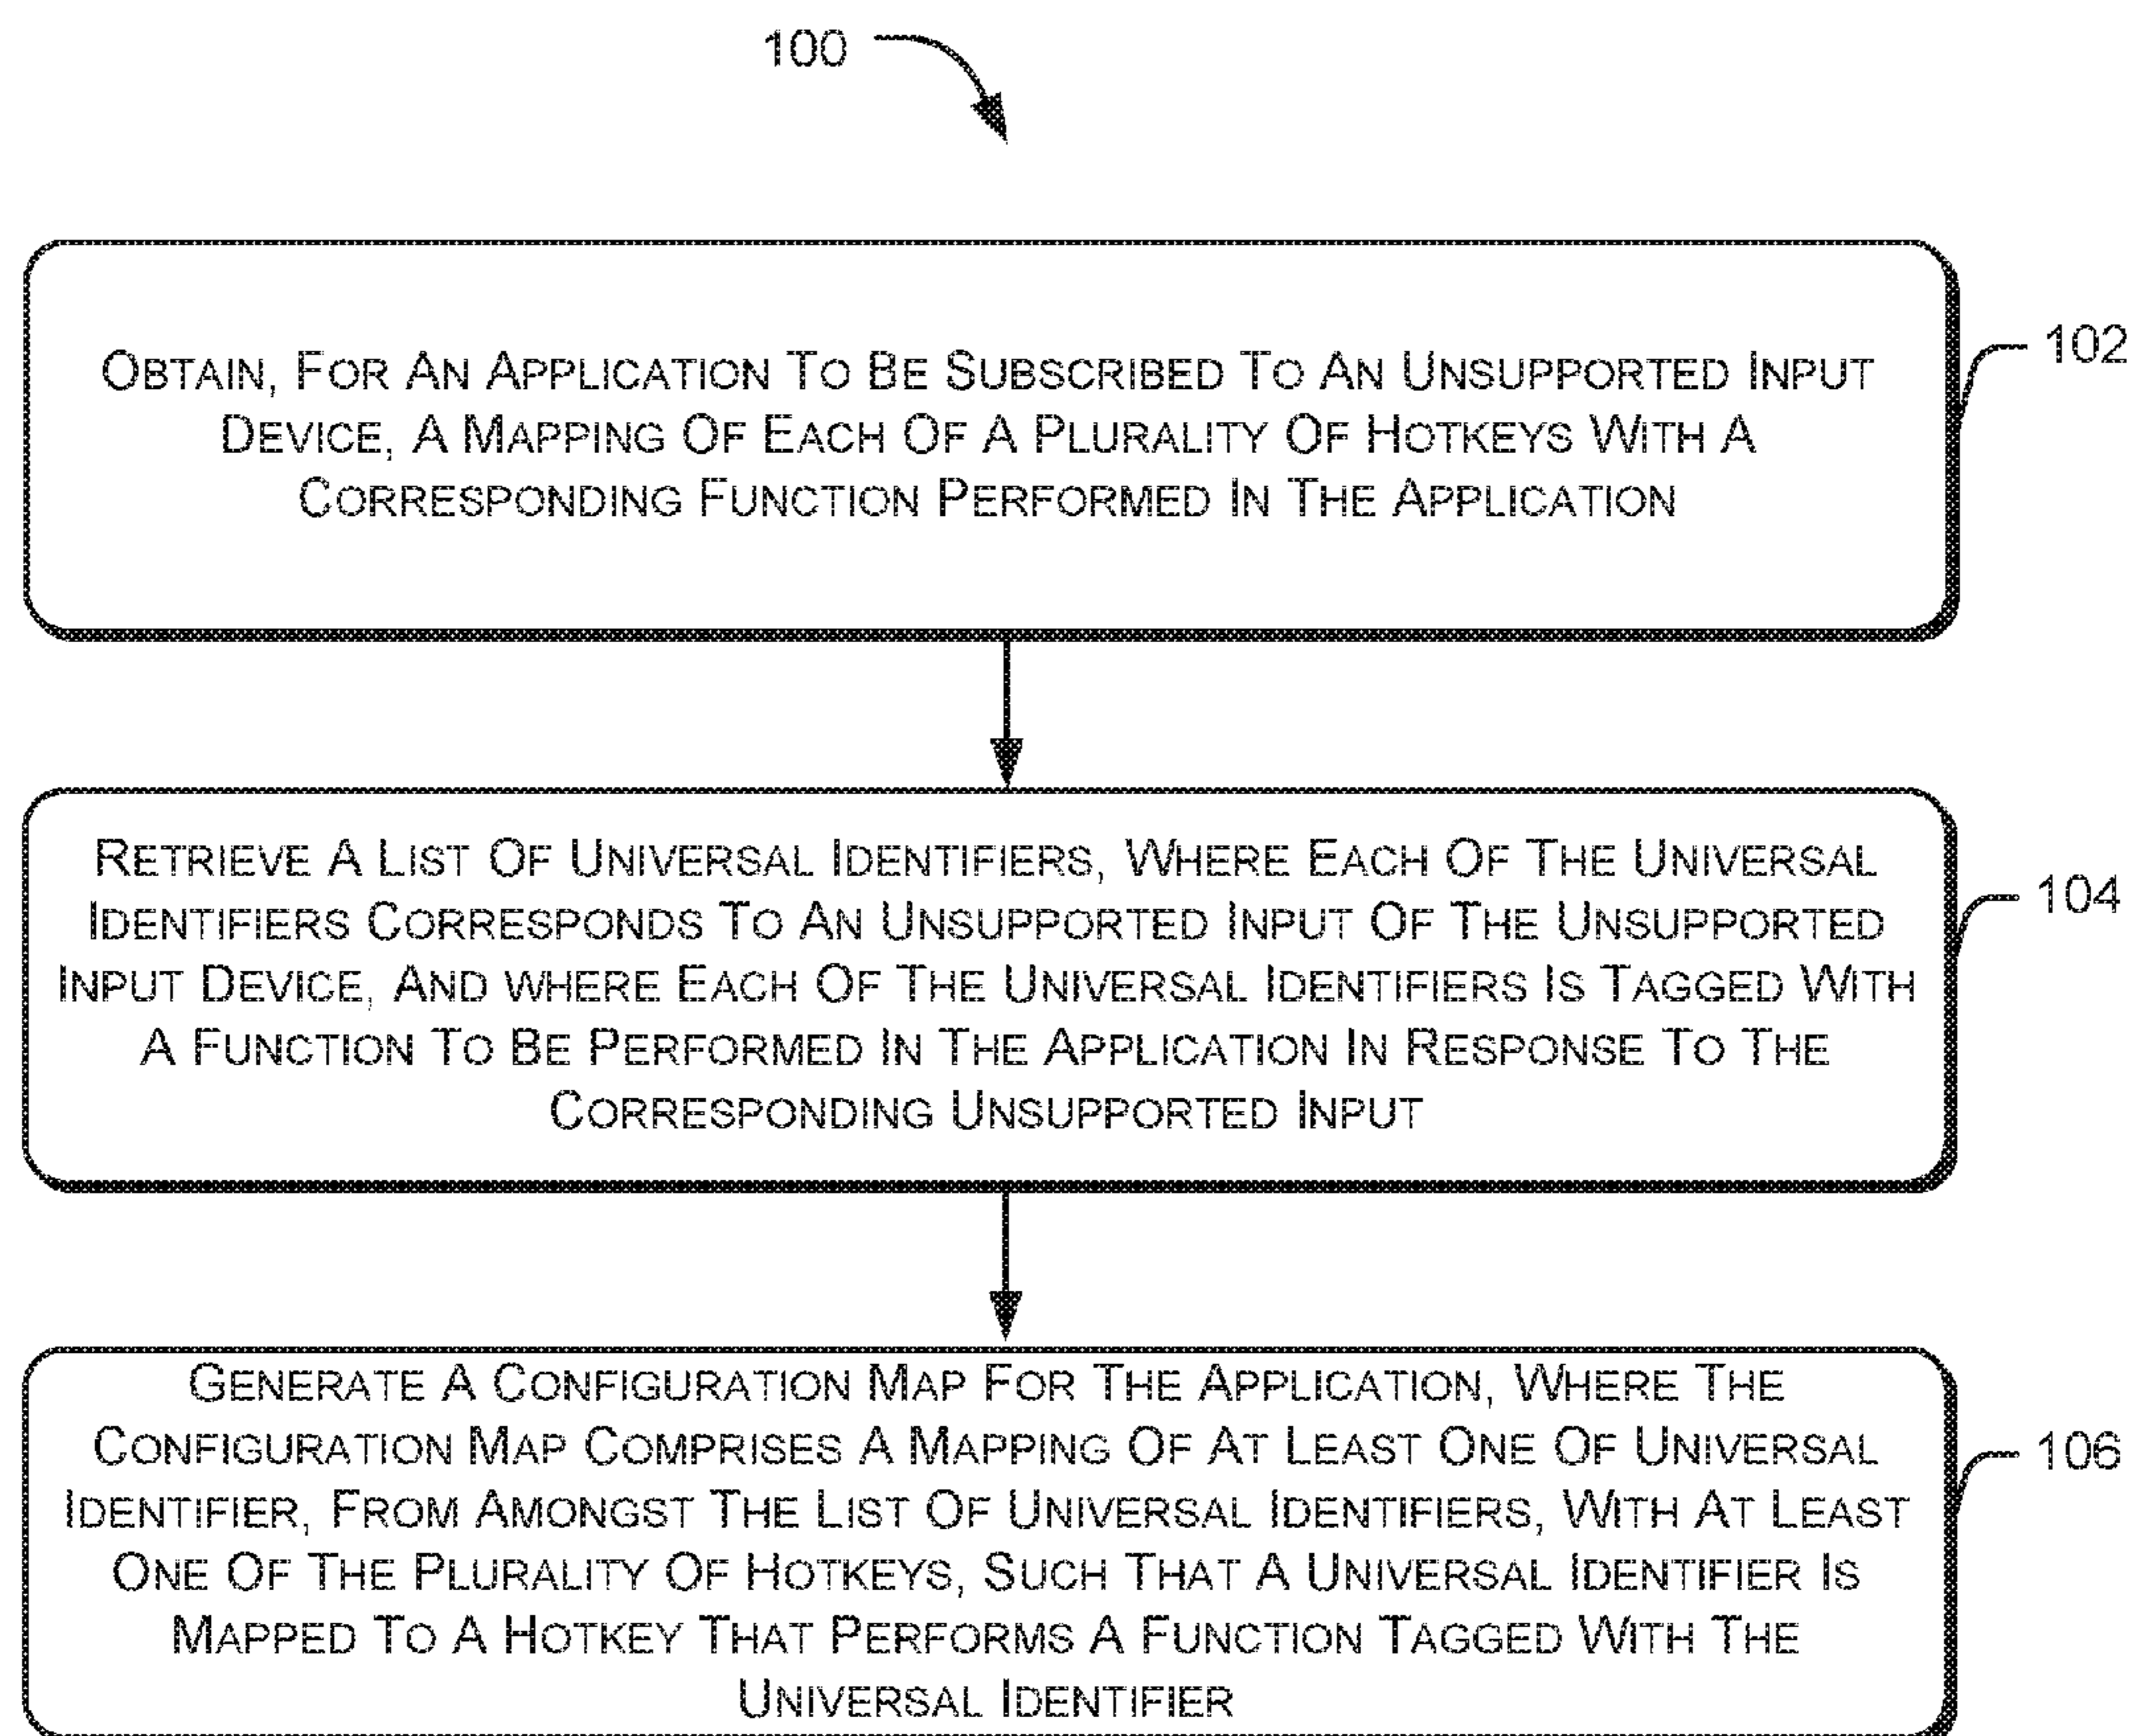 100
OBTAIN, FOR AN APPLICATION TO BE SUBSCRIBED TO AN UNSUPPORTED INPUT
DEVICE, A MAPPING OF EACH OF A PLURALITY OF HOTKEYS WITH A
CORRESPONDING FUNCTION PERFORMED IN THE APPLICATION
102
RETRIEVE A LIST OF UNIVERSAL IDENTIFIERS, WHERE EACH OF THE UNIVERSAL
IDENTIFIERS CORRESPONDS TO AN UNSUPPORTED INPUT OF THE UNSUPPORTED
INPUT DEVICE, AND WHERE EACH OF THE UNIVERSAL IDENTIFIERS IS TAGGED WITH
A FUNCTION TO BE PERFORMED IN THE APPLICATION IN RESPONSE TO THE
CORRESPONDING UNSUPPORTED INPUT
104
GENERATE A CONFIGURATION MAP FOR THE APPLICATION, WHERE THE
CONFIGURATION MAP COMPRISES A MAPPING OF AT LEAST ONE OF UNIVERSAL
IDENTIFIER, FROM AMONGST THE LIST OF UNIVERSAL IDENTIFIERS, WITH AT LEAST
ONE OF THE PLURALITY OF HOTKEYS, SUCH THAT A UNIVERSAL IDENTIFIER IS
MAPPED TO A HOTKEY THAT PERFORMS A FUNCTION TAGGED WITH THE
UNIVERSAL IDENTIFIER
106